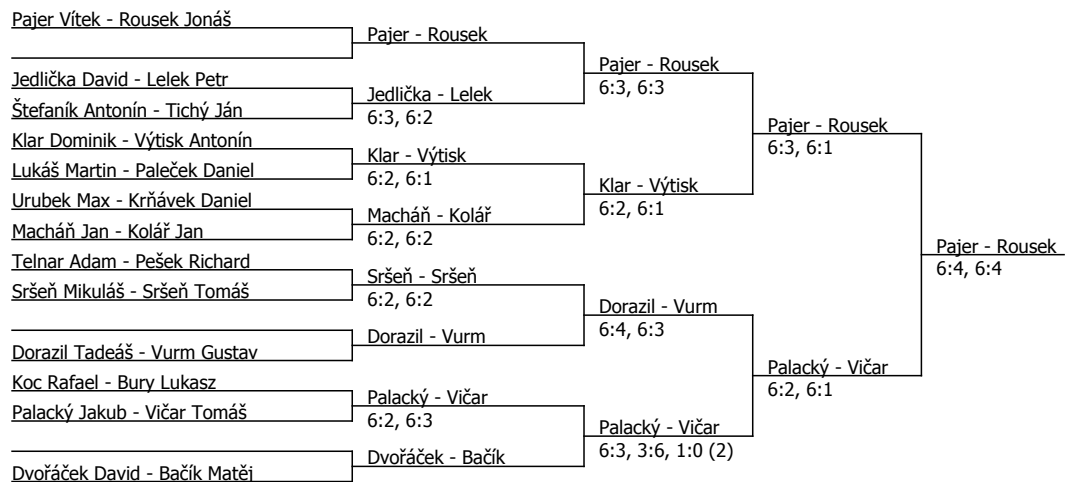 Pajer Vítek - Rousek Jonáš
Jedlička David - Lelek Petr
Štefaník Antonín - Tichý Ján
Klar Dominik - Výtisk Antonín
Lukáš Martin - Paleček Daniel
Urubek Max - Krňávek Daniel
Macháň Jan - Kolář Jan
Telnar Adam - Pešek Richard
Sršeň Mikuláš - Sršeň Tomáš
Dorazil Tadeáš - Vurm Gustav
Koc Rafael - Bury Lukasz
Palacký Jakub - Vičar Tomáš
Dvořáček David - Bačík Matěj
Pajer - Rousek
Jedlička - Lelek
6:3, 6:2
Klar - Výtisk
6:2, 6:1
Macháň - Kolář
6:2, 6:2
Sršeň - Sršeň
6:2, 6:2
Dorazil - Vurm
Palacký - Vičar
6:2, 6:3
Dvořáček - Bačík
Pajer - Rousek
6:3, 6:3
Klar - Výtisk
6:2, 6:1
Dorazil - Vurm
6:4, 6:3
Palacký - Vičar
6:3, 3:6, 1:0 (2)
Pajer - Rousek
6:3, 6:1
Palacký - Vičar
6:2, 6:1
Pajer - Rousek
6:4, 6:4